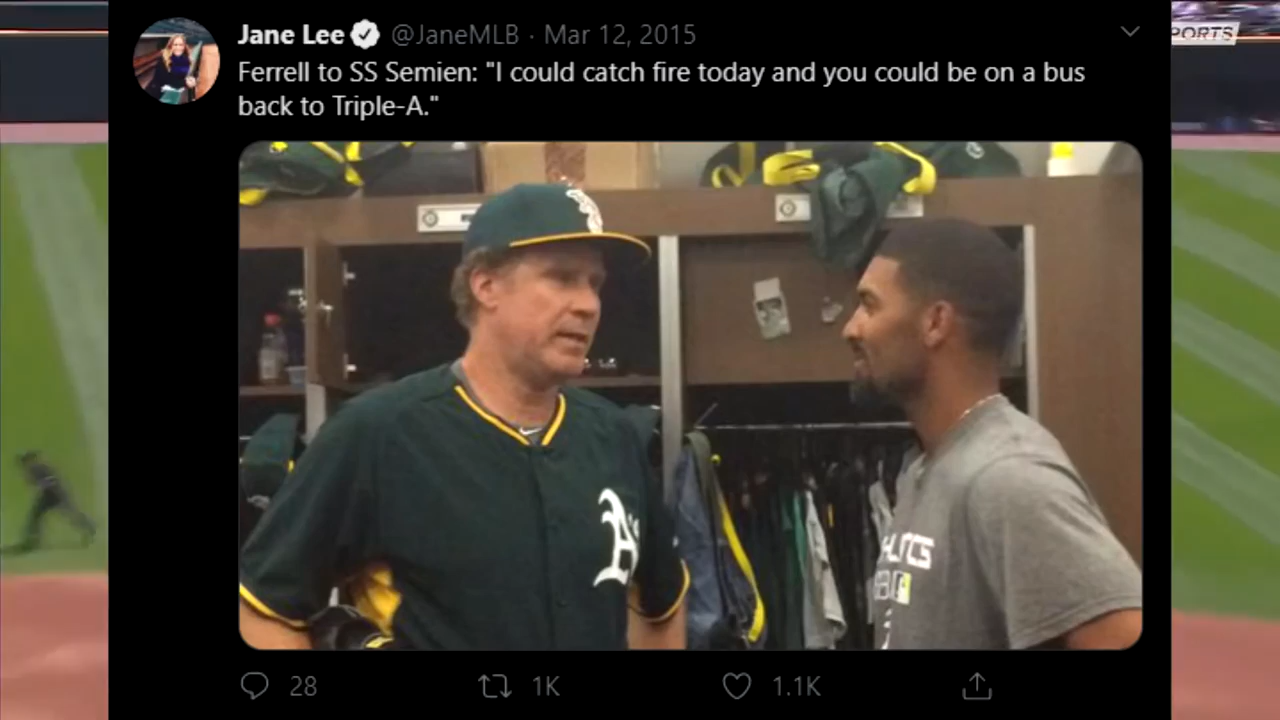 PORTS
Jane Lee @JaneMLB · Mar 12, 2015
Ferrell to SS Semien: "I could catch fire today and you could be on a bus
back to Triple-A."
A's
28 1K 1.1K